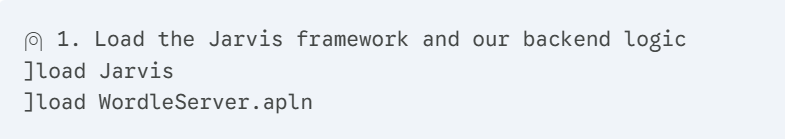 ⍝ 1. Load the Jarvis framework and our backend logic
]load Jarvis
]load WordleServer.apln